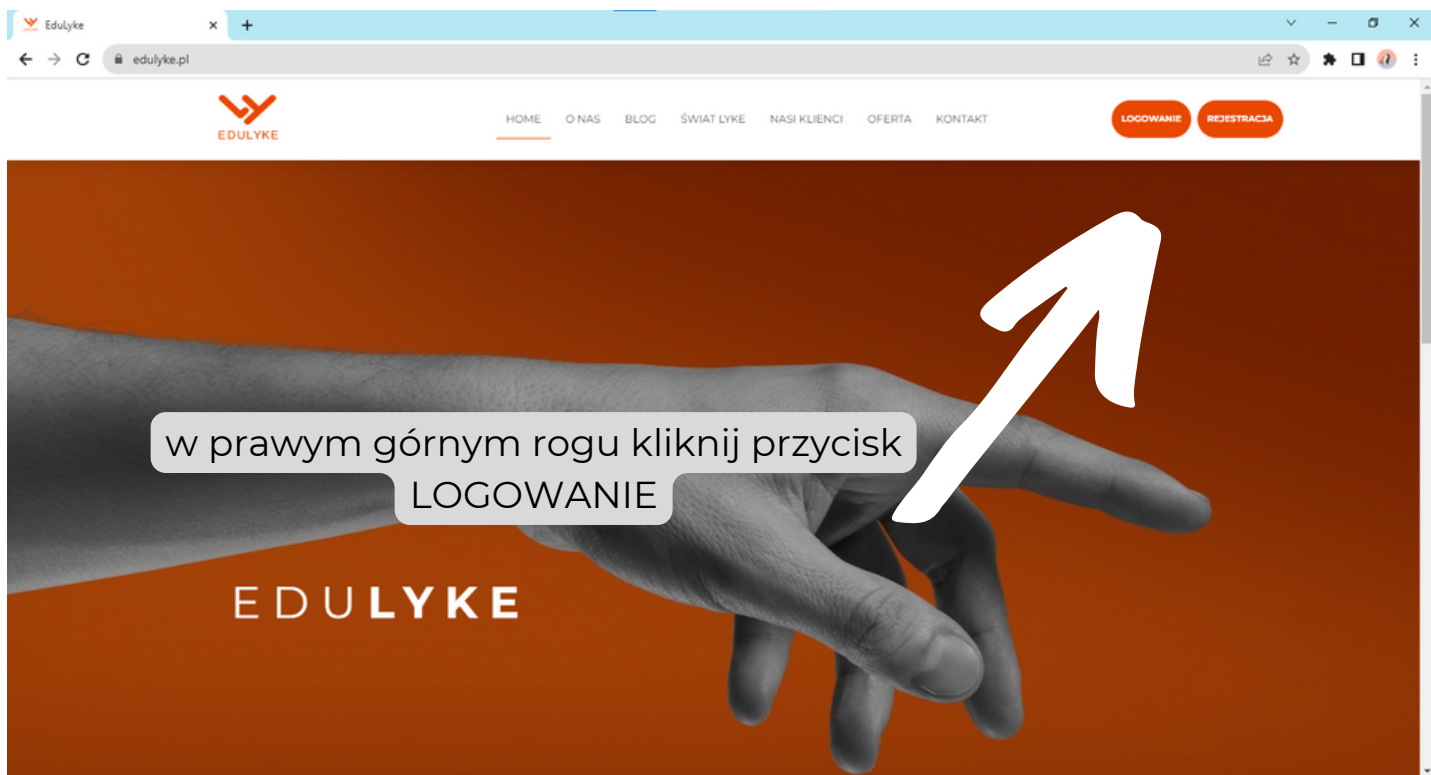 EduLyke
edulyke.pl
EDULYKE
HOME O NAS BLOG ŚWIAT LYKE NASI KLIENCI OFERTA KONTAKT
LOGOWANIE REJESTRACJA
w prawym górnym rogu kliknij przycisk
LOGOWANIE
EDULYKE